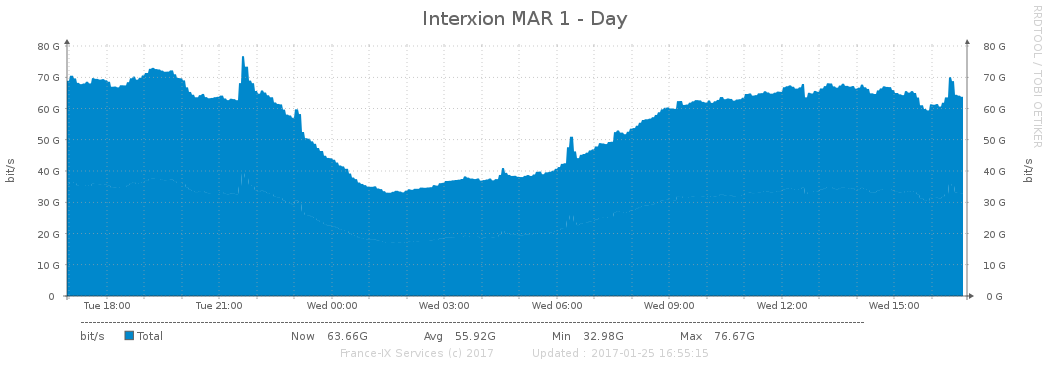 Interxion MAR 1 - Day
RRDTOOL / TOBI OETIKER
80 G 80 G
70 G 70 G
60 G 60 G
50 G 50 G
40 G 40 G
30 G 30 G
20 G 20 G
10 G 10 G
0 0 G
bit/s bit/s
Tue 18:00 Tue 21:00 Wed 00:00 Wed 03:00 Wed 06:00 Wed 09:00 Wed 12:00 Wed 15:00
bit/s Total Now 63.66G Avg 55.92G Min 32.98G Max 76.67G
France-IX Services (c) 2017 Updated : 2017-01-25 16:55:15